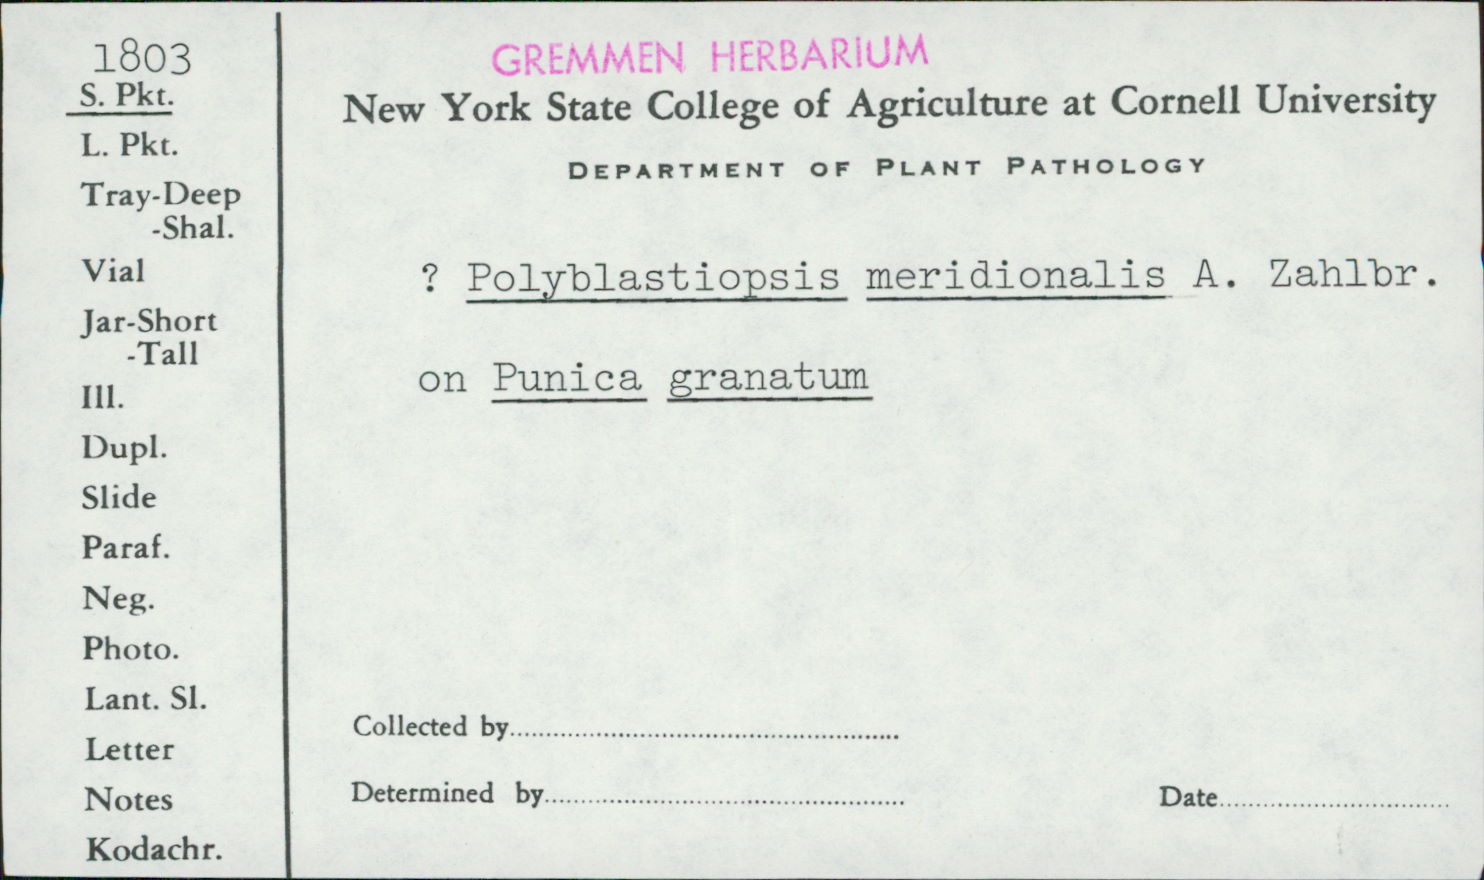 1803
S. Pkt.
L. Pkt.
Tray-Deep
-Shal.
Vial
Jar-Short
-Tall
Ill.
Dupl.
Slide
Paraf.
Neg.
Photo.
Lant. Sl.
Letter
Notes
Kodachr.
GREMMEN HERBARIUM
New York State College of Agriculture at Cornell University
DEPARTMENT OF PLANT PATHOLOGY
? Polyblastiopsis meridionalis A. Zahlbr.
on Punica granatum
Collected by
Determined by
Date